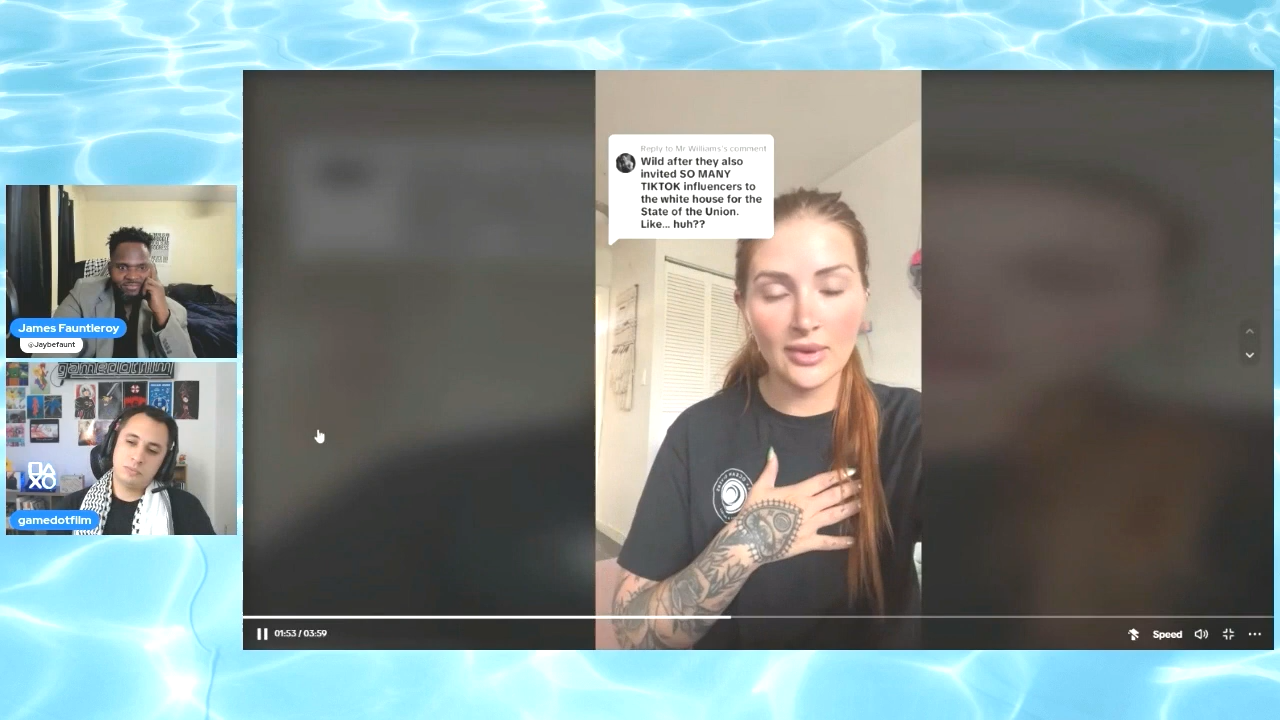 Reply to Mr Williams's comment
Wild after they also
invited SO MANY
TIKTOK influencers to
the white house for the
State of the Union.
Like... huh??
James Fauntleroy
@Jaybefaunt
gamedotfilm
gamedotfilm
01:53 / 03:59
Speed